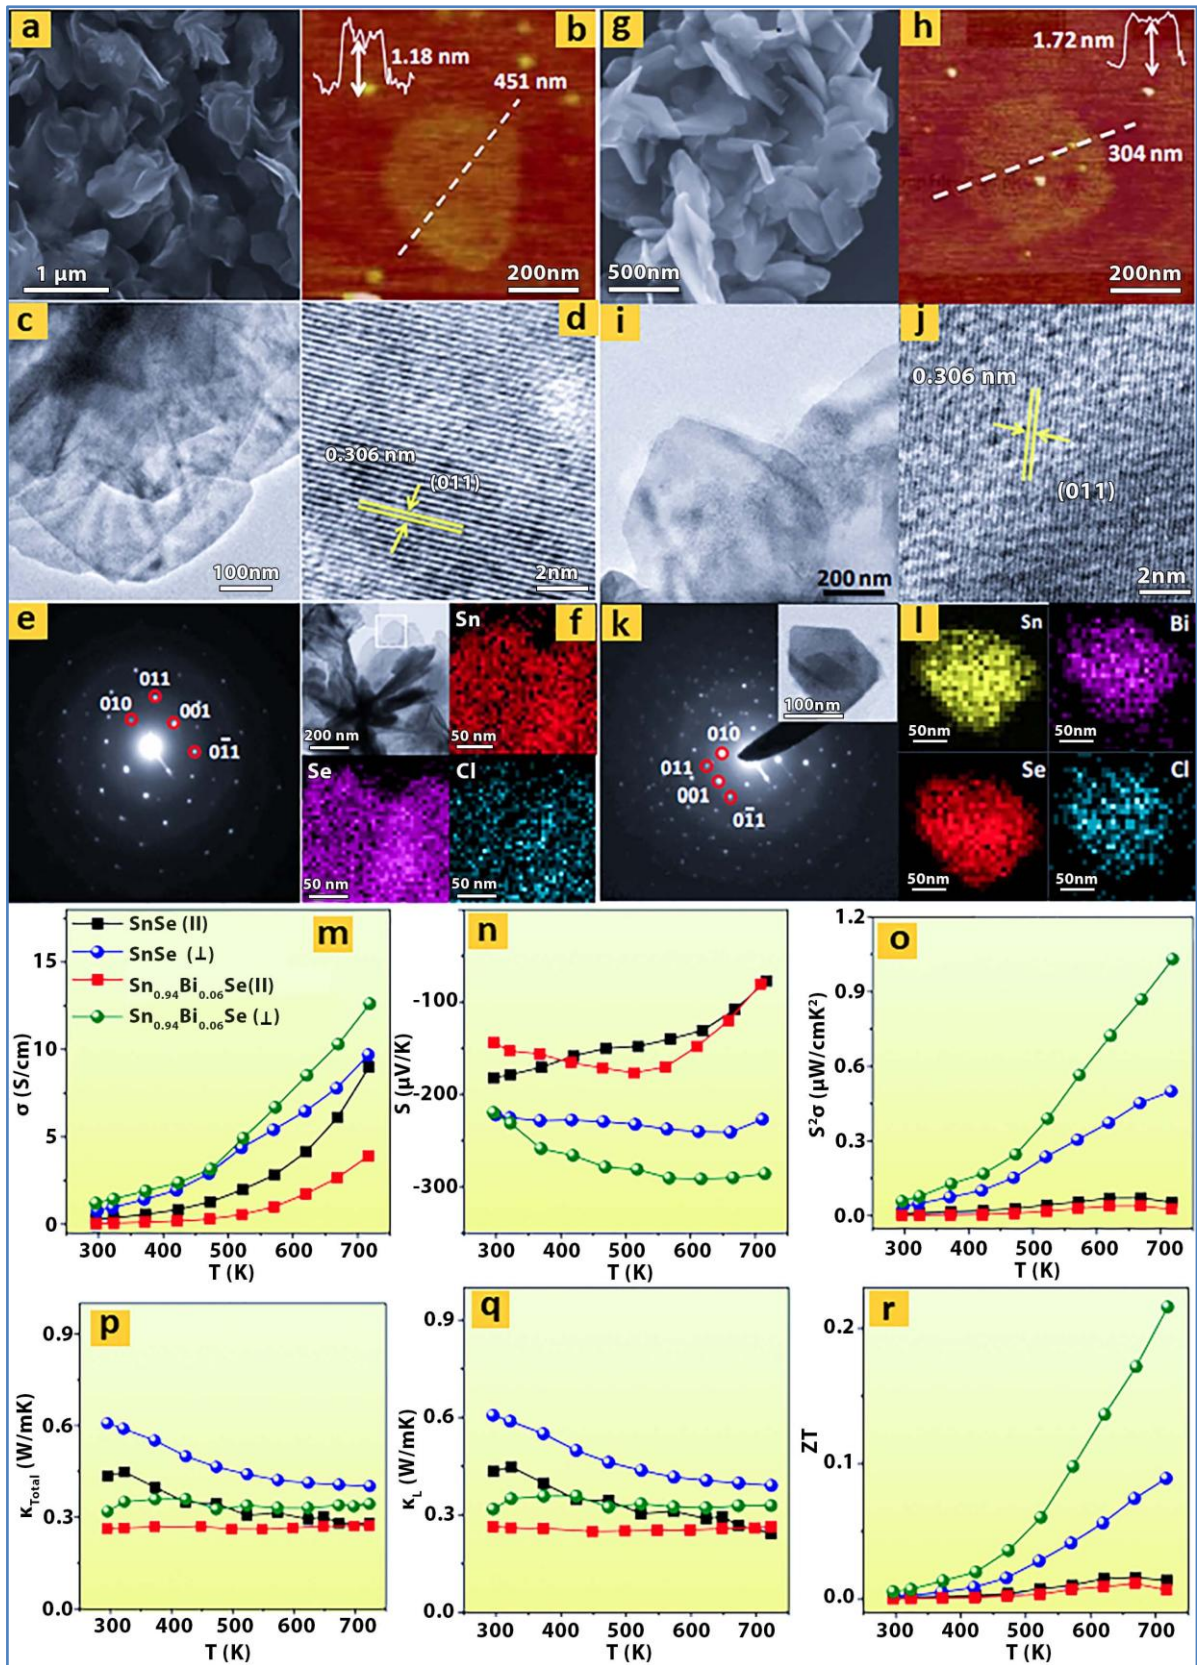 a
1 μm
b
1.18 nm
451 nm
200nm
g
500nm
h
1.72 nm
304 nm
200nm
c
100nm
d
0.306 nm
(011)
2nm
i
200 nm
j
0.306 nm
(011)
2nm
e
011
010
001
01̄1
f
200 nm
Sn
50 nm
Se
50 nm
Cl
50 nm
k
100nm
010
011
001
01̄1
l
Sn
50nm
Bi
50nm
Se
50nm
Cl
50nm
m
SnSe (II)
SnSe (⊥)
Sn0.94Bi0.06Se(II)
Sn0.94Bi0.06Se (⊥)
σ (S/cm)
15
10
5
0
300 400 500 600 700
T (K)
n
S (μV/K)
-100
-200
-300
300 400 500 600 700
T (K)
o
S²σ (μW/cmK²)
1.2
0.9
0.6
0.3
0.0
300 400 500 600 700
T (K)
p
κTotal (W/mK)
0.9
0.6
0.3
0.0
300 400 500 600 700
T (K)
q
κL (W/mK)
0.9
0.6
0.3
0.0
300 400 500 600 700
T (K)
r
ZT
0.2
0.1
0.0
300 400 500 600 700
T (K)